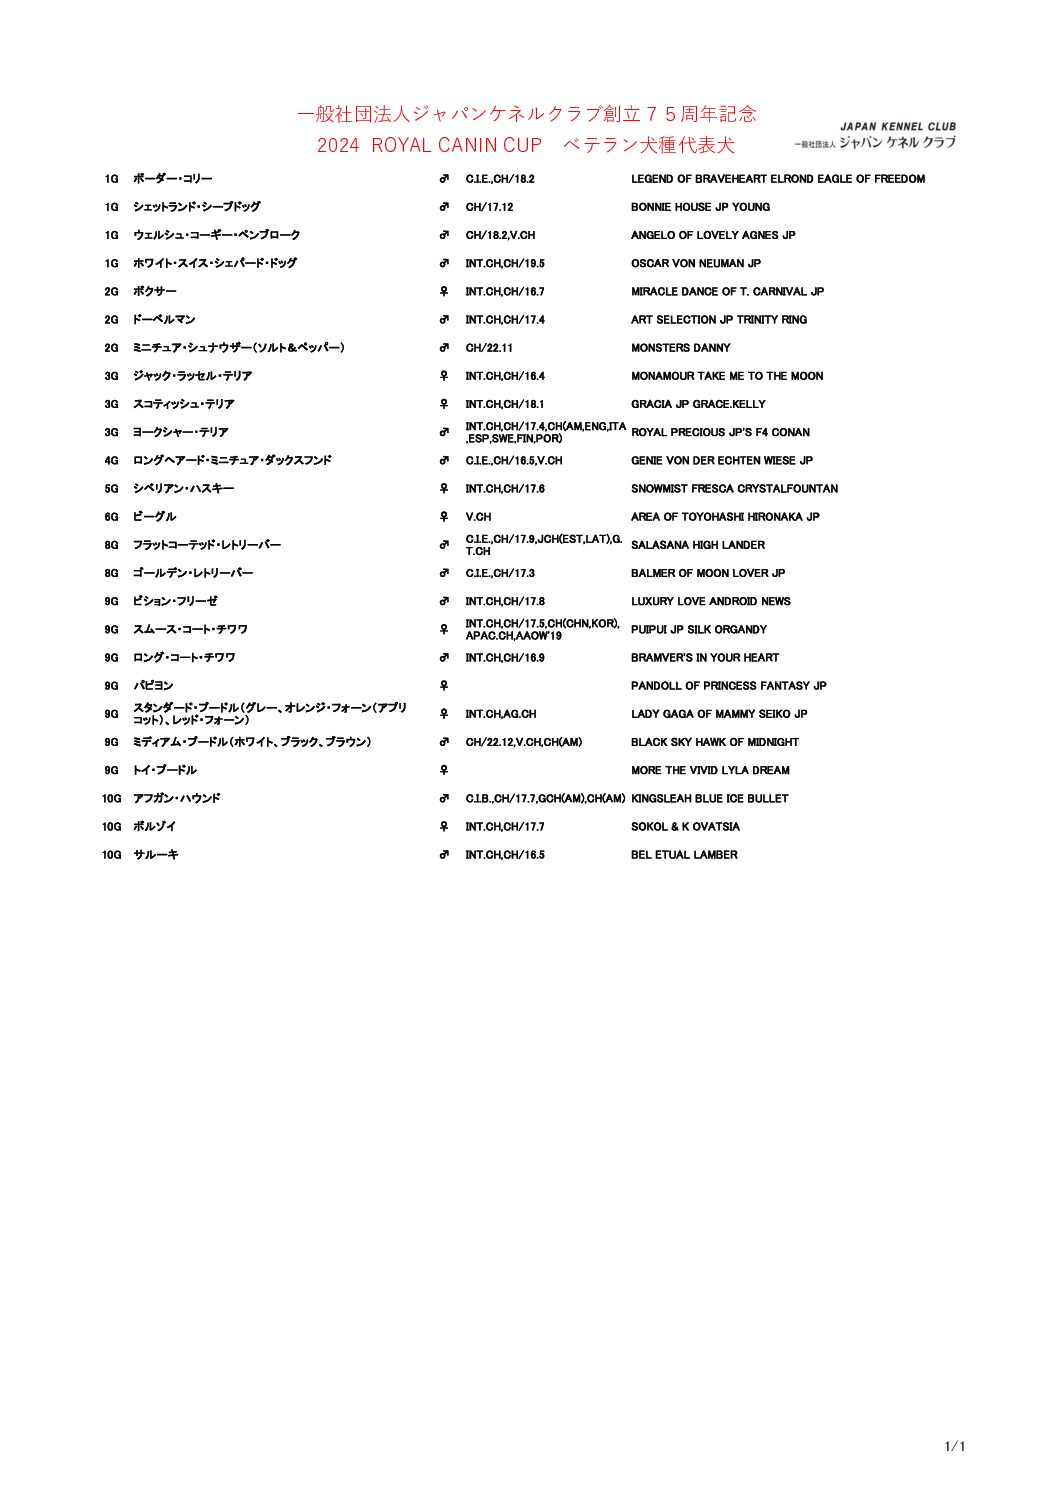 一般社団法人ジャパンケネルクラブ創立７５周年記念
2024 ROYAL CANIN CUP ベテラン犬種代表犬
JAPAN KENNEL CLUB
一般社団法人 ジャパン ケネル クラブ
1G ボーダー・コリー ♂ C.I.E.,CH/18.2 LEGEND OF BRAVEHEART ELROND EAGLE OF FREEDOM
1G シェットランド・シープドッグ ♂ CH/17.12 BONNIE HOUSE JP YOUNG
1G ウェルシュ・コーギー・ペンブローク ♂ CH/18.2,V.CH ANGELO OF LOVELY AGNES JP
1G ホワイト・スイス・シェパード・ドッグ ♂ INT.CH,CH/19.5 OSCAR VON NEUMAN JP
2G ボクサー ♀ INT.CH,CH/16.7 MIRACLE DANCE OF T. CARNIVAL JP
2G ドーベルマン ♂ INT.CH,CH/17.4 ART SELECTION JP TRINITY RING
2G ミニチュア・シュナウザー(ソルト&ペッパー) ♂ CH/22.11 MONSTERS DANNY
3G ジャック・ラッセル・テリア ♀ INT.CH,CH/16.4 MONAMOUR TAKE ME TO THE MOON
3G スコティッシュ・テリア ♀ INT.CH,CH/18.1 GRACIA JP GRACE.KELLY
3G ヨークシャー・テリア ♂ INT.CH,CH/17.4,CH(AM,ENG,ITA
,ESP,SWE,FIN,POR) ROYAL PRECIOUS JP'S F4 CONAN
4G ロングヘアード・ミニチュア・ダックスフンド ♂ C.I.E.,CH/16.5,V.CH GENIE VON DER ECHTEN WIESE JP
5G シベリアン・ハスキー ♀ INT.CH,CH/17.6 SNOWMIST FRESCA CRYSTALFOUNTAN
6G ビーグル ♀ V.CH AREA OF TOYOHASHI HIRONAKA JP
8G フラットコーテッド・レトリーバー ♂ C.I.E.,CH/17.9,JCH(EST,LAT),G.
T.CH SALASANA HIGH LANDER
8G ゴールデン・レトリーバー ♂ C.I.E.,CH/17.3 BALMER OF MOON LOVER JP
9G ビション・フリーゼ ♂ INT.CH,CH/17.8 LUXURY LOVE ANDROID NEWS
9G スムース・コート・チワワ ♀ INT.CH,CH/17.5,CH(CHN,KOR),
APAC.CH,AAOW'19 PUIPUI JP SILK ORGANDY
9G ロング・コート・チワワ ♂ INT.CH,CH/16.9 BRAMVER'S IN YOUR HEART
9G パピヨン ♀ PANDOLL OF PRINCESS FANTASY JP
9G スタンダード・プードル(グレー、オレンジ・フォーン(アプリ
コット)、レッド・フォーン) ♀ INT.CH,AG.CH LADY GAGA OF MAMMY SEIKO JP
9G ミディアム・プードル(ホワイト、ブラック、ブラウン) ♂ CH/22.12,V.CH,CH(AM) BLACK SKY HAWK OF MIDNIGHT
9G トイ・プードル ♀ MORE THE VIVID LYLA DREAM
10G アフガン・ハウンド ♂ C.I.B.,CH/17.7,GCH(AM),CH(AM) KINGSLEAH BLUE ICE BULLET
10G ボルゾイ ♀ INT.CH,CH/17.7 SOKOL & K OVATSIA
10G サルーキ ♂ INT.CH,CH/16.5 BEL ETUAL LAMBER
1/1